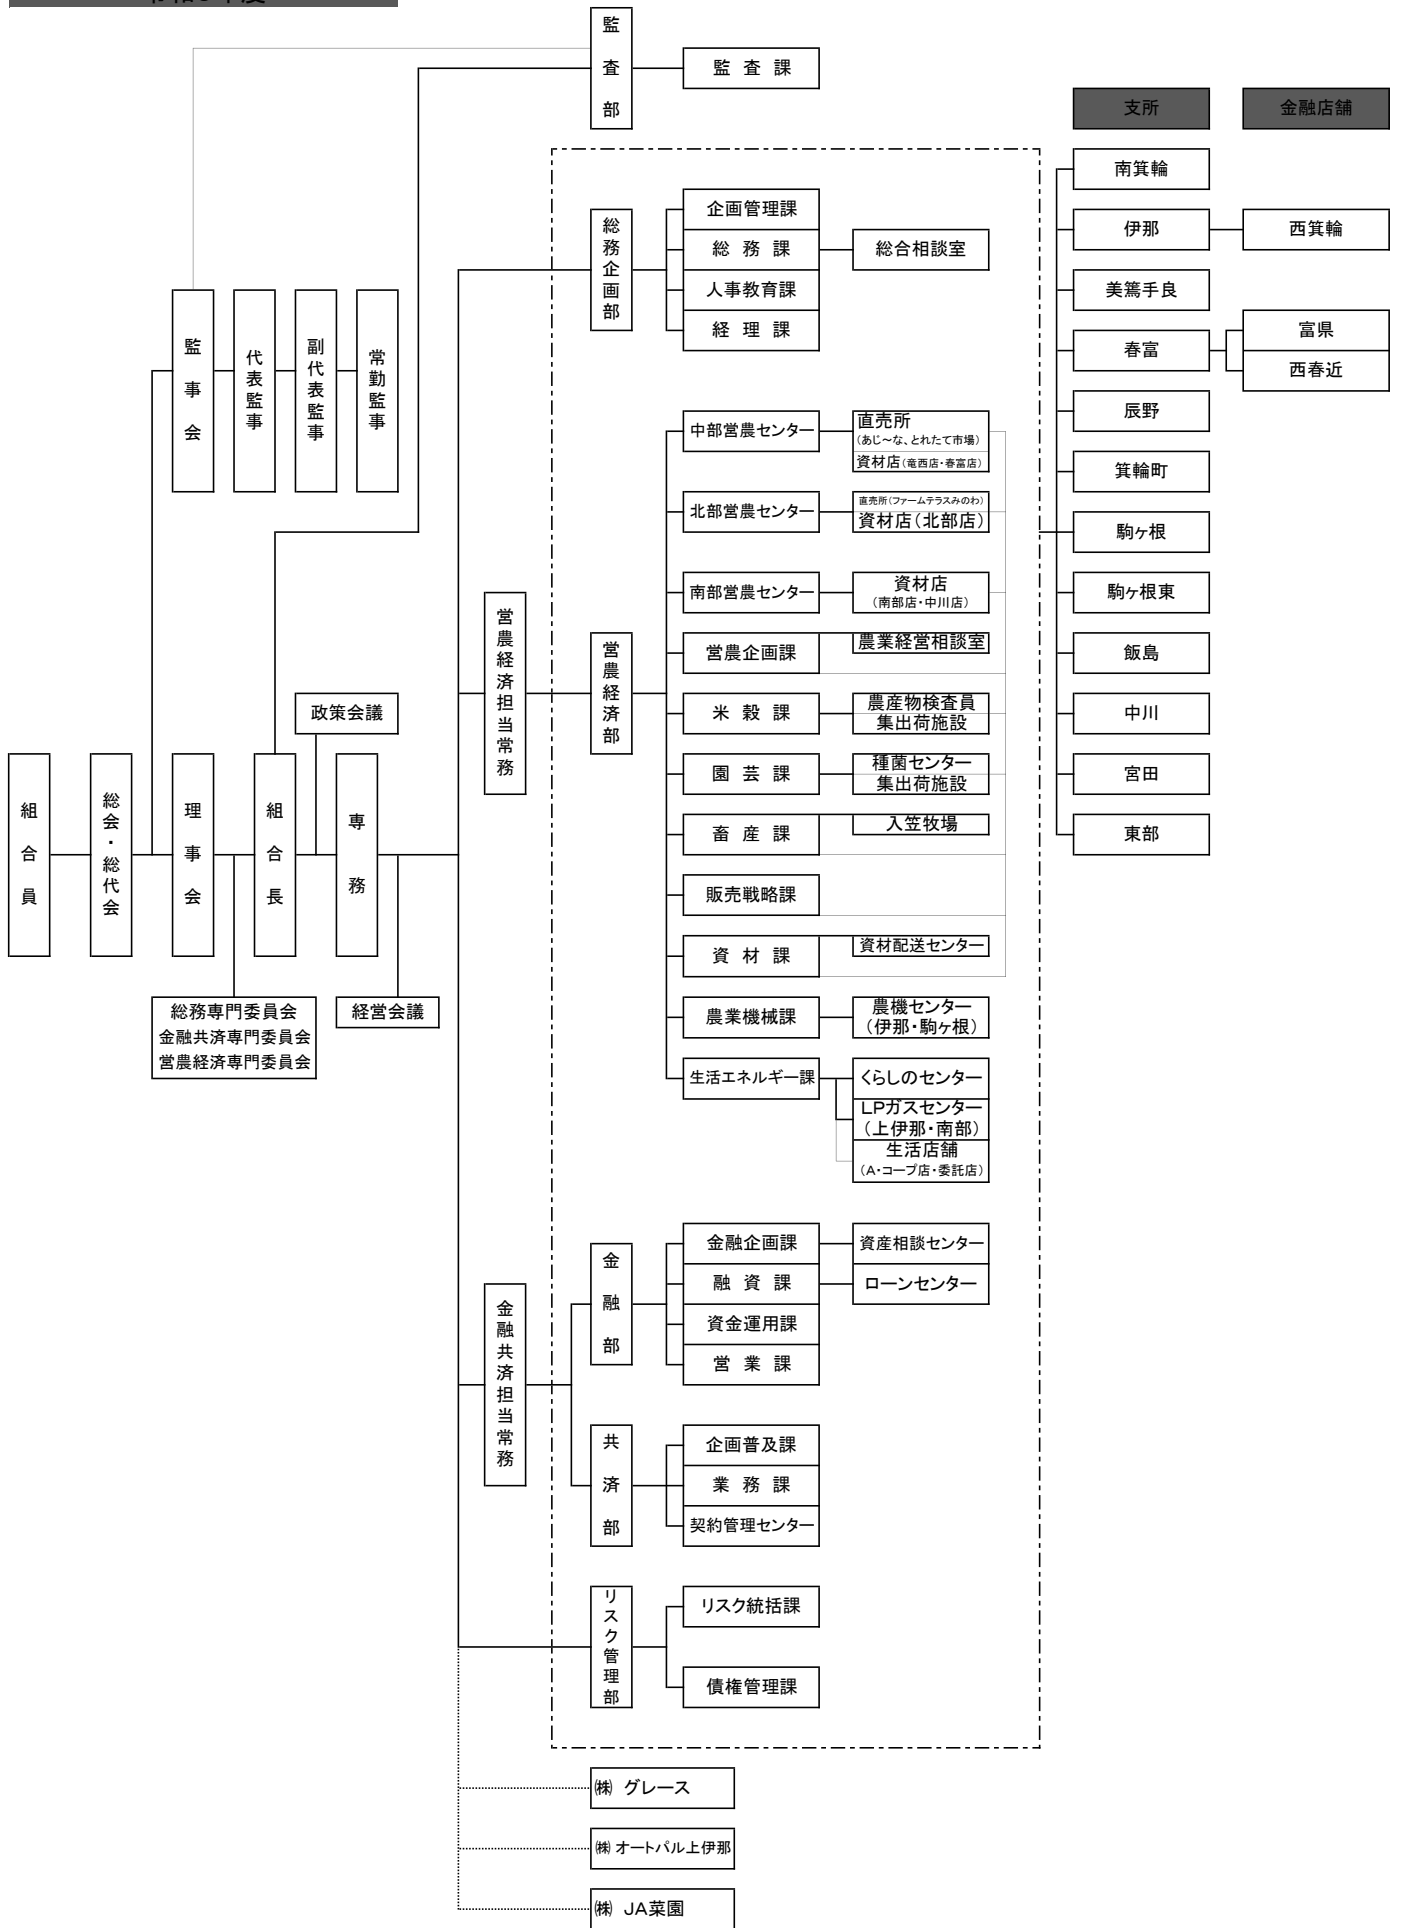 監査部
監査課
支所
金融店舗
南箕輪
伊那
西箕輪
美篶手良
春富
富県
西春近
辰野
箕輪町
駒ヶ根
駒ヶ根東
飯島
中川
宮田
東部
総務企画部
企画管理課
総務課
総合相談室
人事教育課
経理課
監事会
代表監事
副代表監事
常勤監事
組合員
総会・総代会
理事会
組合長
政策会議
専務
総務専門委員会
金融共済専門委員会
営農経済専門委員会
経営会議
営農経済担当常務
営農経済部
中部営農センター
直売所
(あじ～な、とれたて市場)
資材店(竜西店・春富店)
北部営農センター
直売所(ファームテラスみのわ)
資材店(北部店)
南部営農センター
資材店
(南部店・中川店)
営農企画課
農業経営相談室
米穀課
農産物検査員
集出荷施設
園芸課
種菌センター
集出荷施設
畜産課
入笠牧場
販売戦略課
資材課
資材配送センター
農業機械課
農機センター
(伊那・駒ヶ根)
生活エネルギー課
くらしのセンター
LPガスセンター
(上伊那・南部)
生活店舗
(A・コープ店・委託店)
金融共済担当常務
金融部
金融企画課
資産相談センター
融資課
ローンセンター
資金運用課
営業課
共済部
企画普及課
業務課
契約管理センター
リスク管理部
リスク統括課
債権管理課
㈱ グレース
㈱ オートパル上伊那
㈱ JA菜園